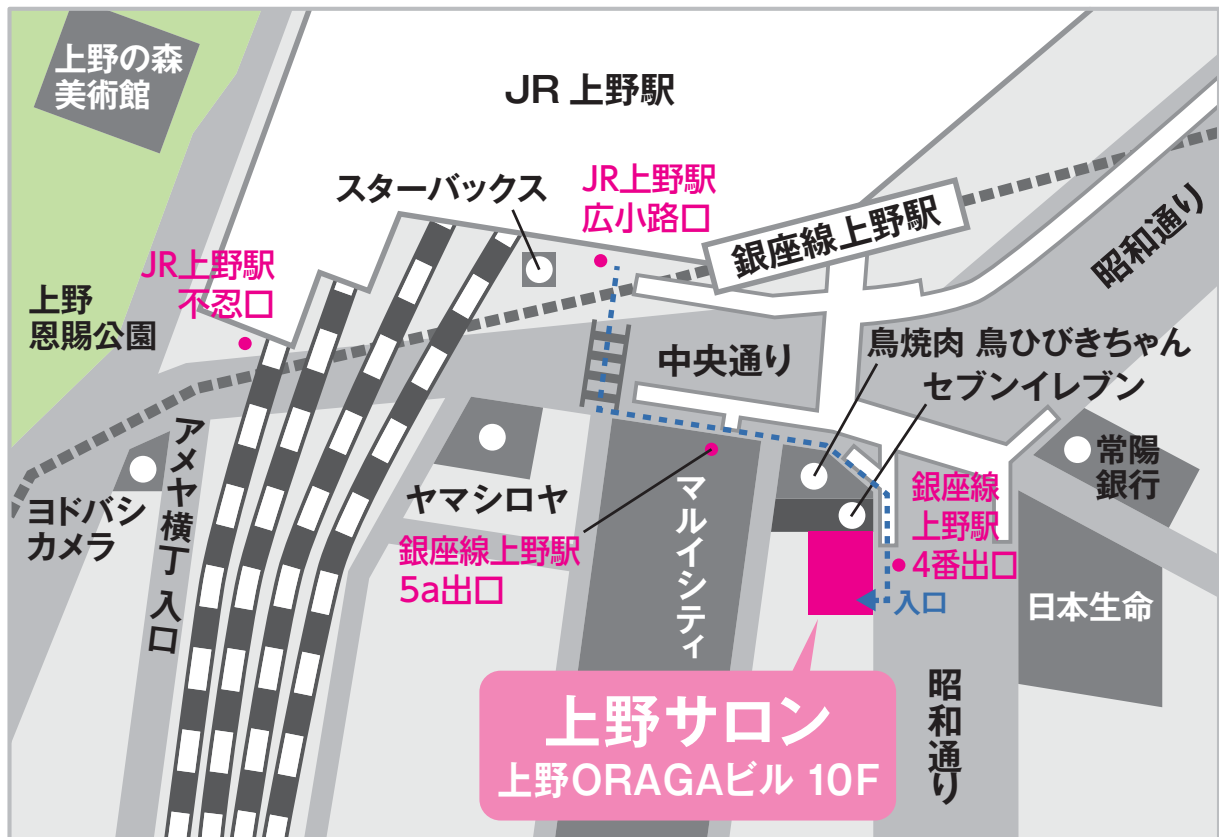 上野の森
美術館
JR 上野駅
スターバックス
JR上野駅
広小路口
銀座線上野駅
昭和通り
JR上野駅
不忍口
上野
恩賜公園
中央通り
鳥焼肉 鳥ひびきちゃん
セブンイレブン
アメヤ横丁 入口
ヨドバシ
カメラ
ヤマシロヤ
マルイシティ
銀座線上野駅
5a出口
常陽
銀行
銀座線
上野駅
4番出口
入口
日本生命
昭和通り
上野サロン
上野ORAGAビル 10F